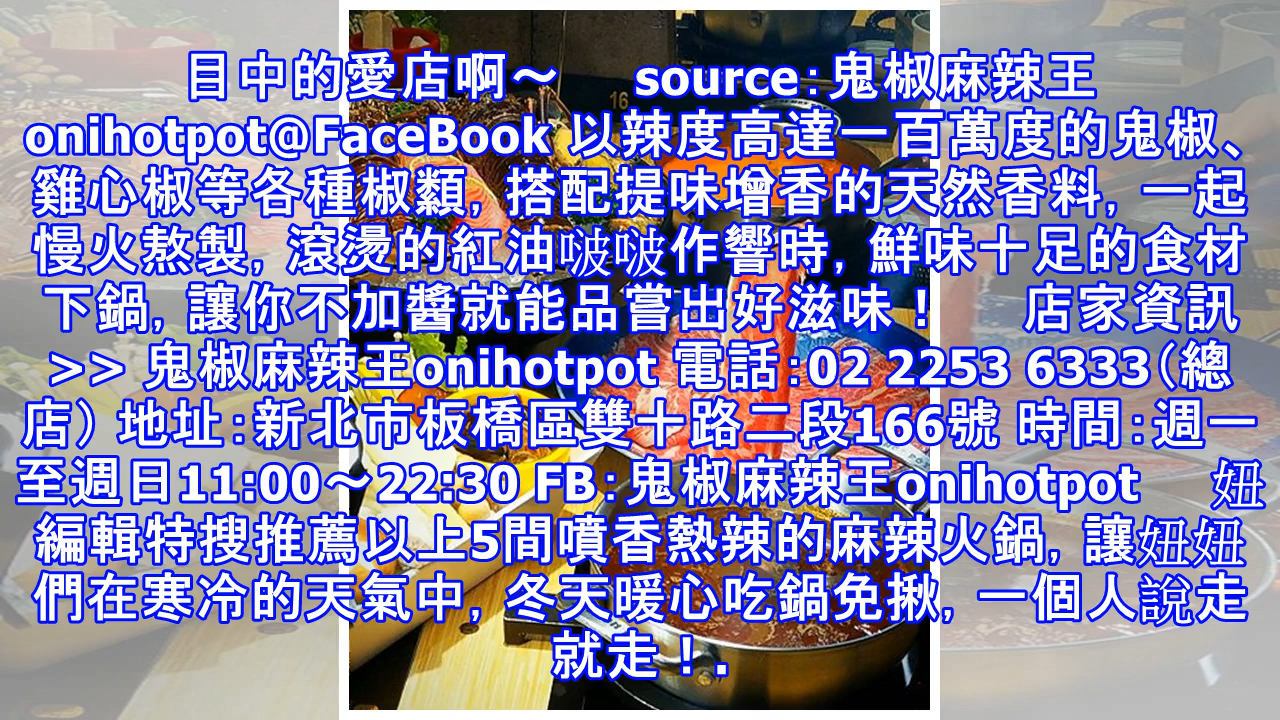 目中的愛店啊～ source：鬼椒麻辣王
onihotpot@FaceBook 以辣度高達一百萬度的鬼椒、
雞心椒等各種椒纇，搭配提味增香的天然香料，一起
慢火熬製，滾燙的紅油啵啵作響時，鮮味十足的食材
下鍋，讓你不加醬就能品嘗出好滋味！ 店家資訊
>> 鬼椒麻辣王onihotpot 電話：02 2253 6333（總
店） 地址：新北市板橋區雙十路二段166號 時間：週一
至週日11:00～22:30 FB：鬼椒麻辣王onihotpot 妞
編輯特搜推薦以上5間噴香熱辣的麻辣火鍋，讓妞妞
們在寒冷的天氣中，冬天暖心吃鍋免揪，一個人說走
就走！.
16